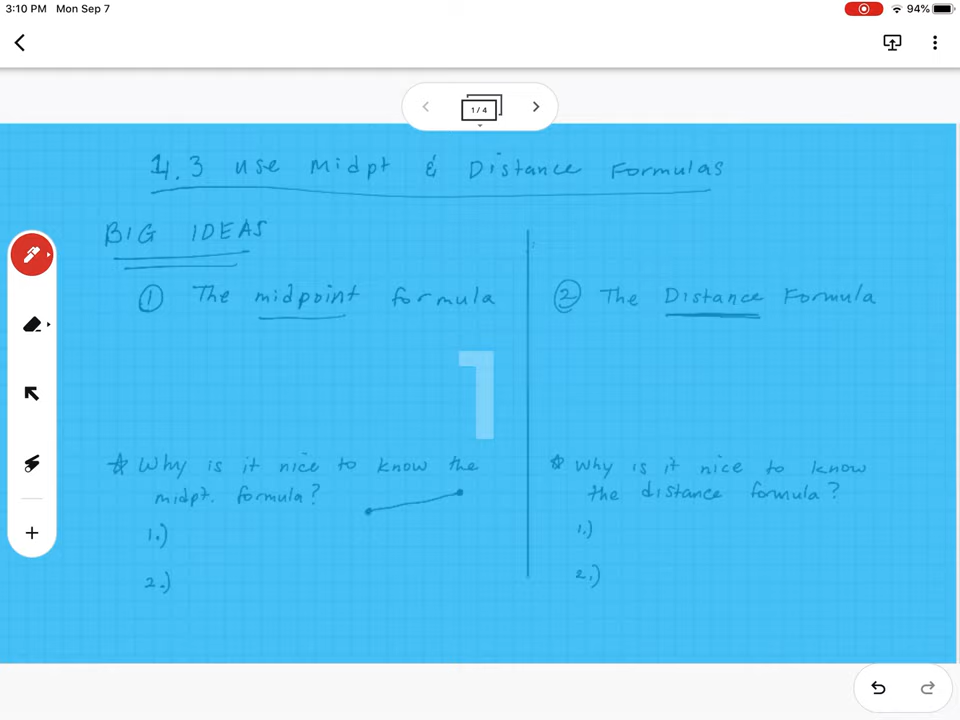 3:10 PM Mon Sep 7
94%
1 / 4
1.3 Use Midpt & Distance Formulas
BIG IDEAS
① The midpoint formula
② The Distance Formula
1
☆ Why is it nice to know the
midpt. formula?
1.)
2.)
☆ Why is it nice to know
the distance formula?
1.)
2.)